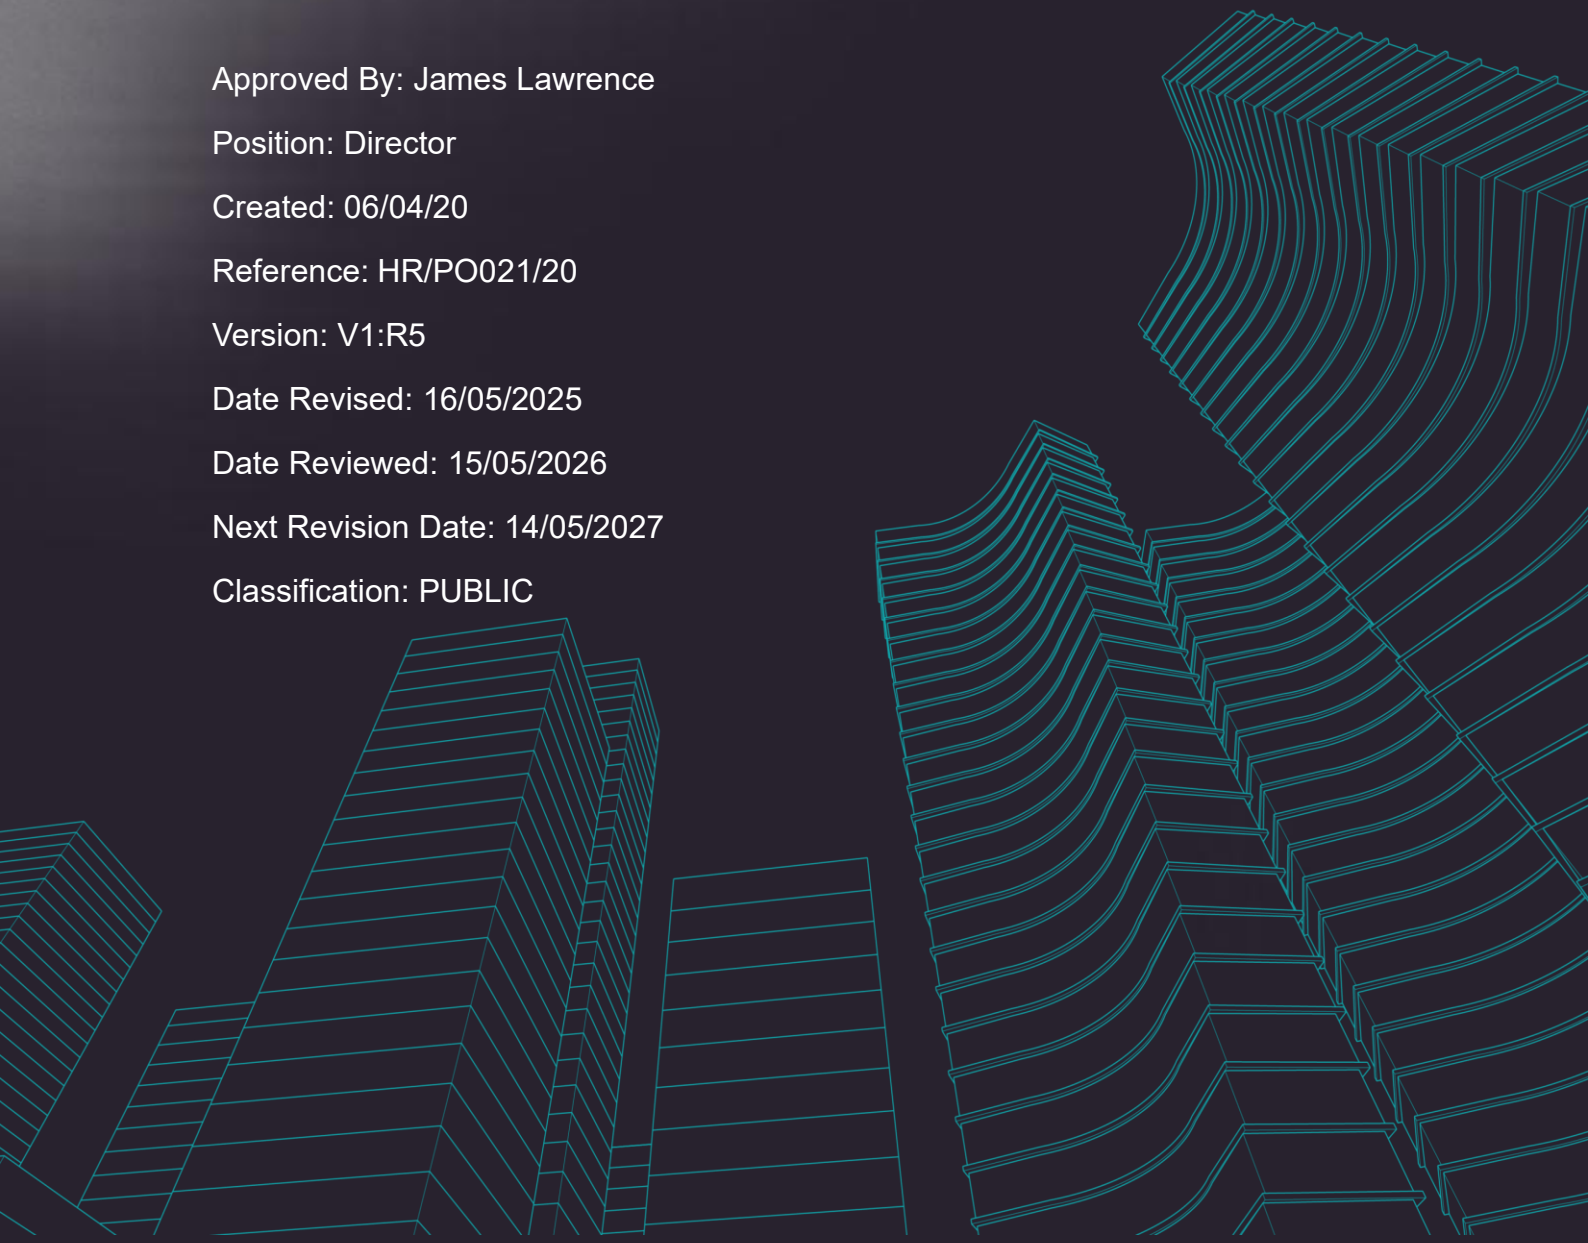 Approved By: James Lawrence
Position: Director
Created: 06/04/20
Reference: HR/PO021/20
Version: V1:R5
Date Revised: 16/05/2025
Date Reviewed: 15/05/2026
Next Revision Date: 14/05/2027
Classification: PUBLIC